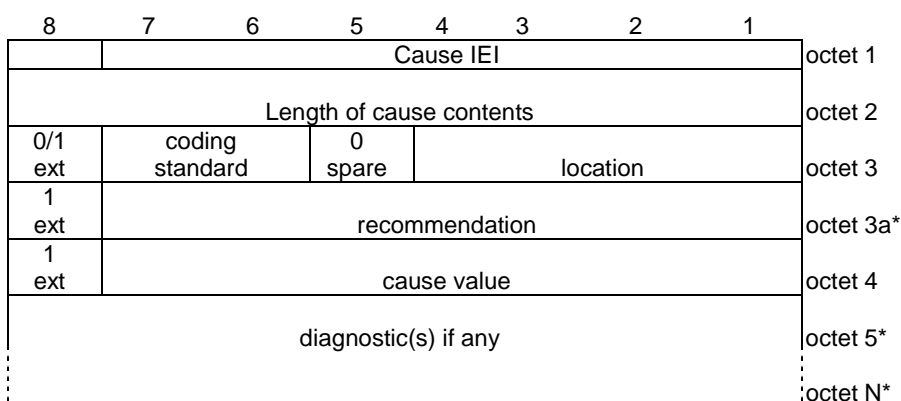 8 7 6 5 4 3 2 1
Cause IEI octet 1
Length of cause contents octet 2
0/1 coding 0
ext standard spare location octet 3
1
ext recommendation octet 3a*
1
ext cause value octet 4
diagnostic(s) if any octet 5*
octet N*